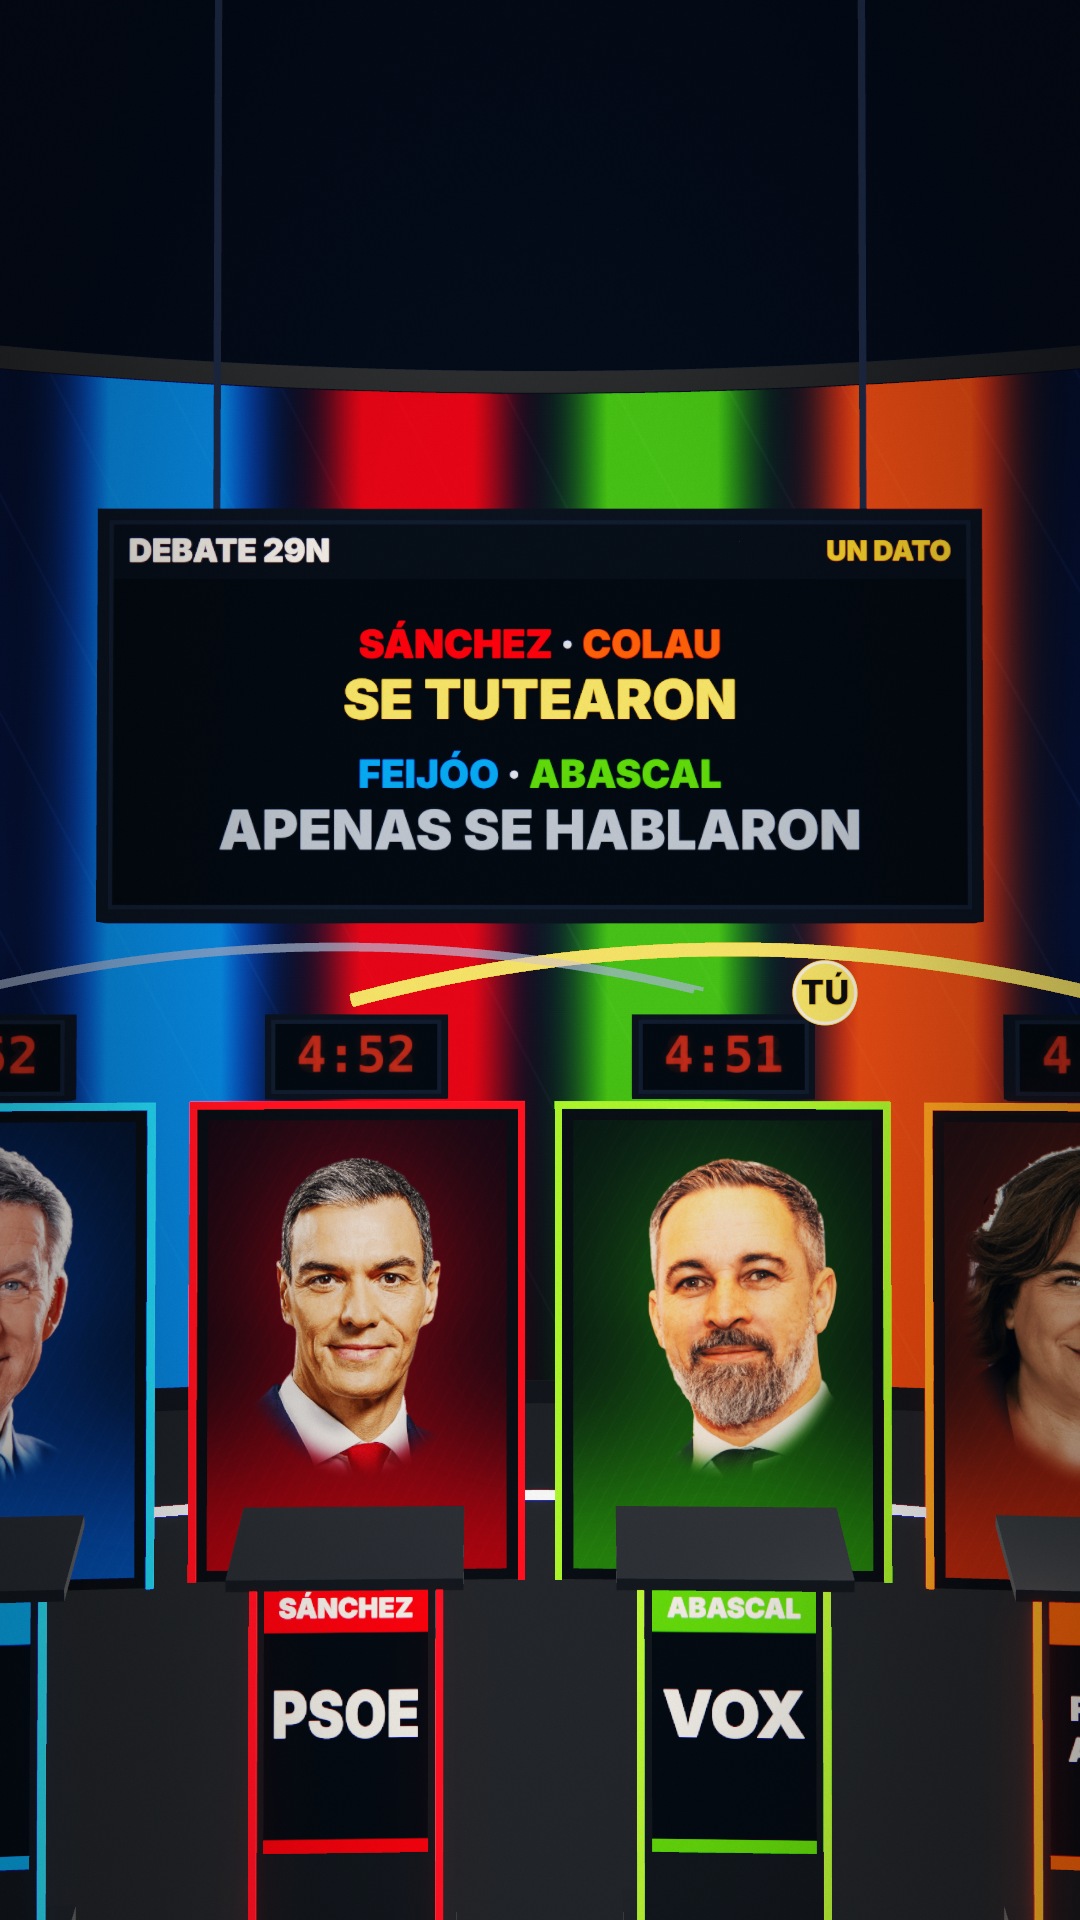 DEBATE 29N
UN DATO
SÁNCHEZ · COLAU
SE TUTEARON
FEIJÓO · ABASCAL
APENAS SE HABLARON
TÚ
4:52
4:51
SÁNCHEZ
ABASCAL
PSOE
VOX